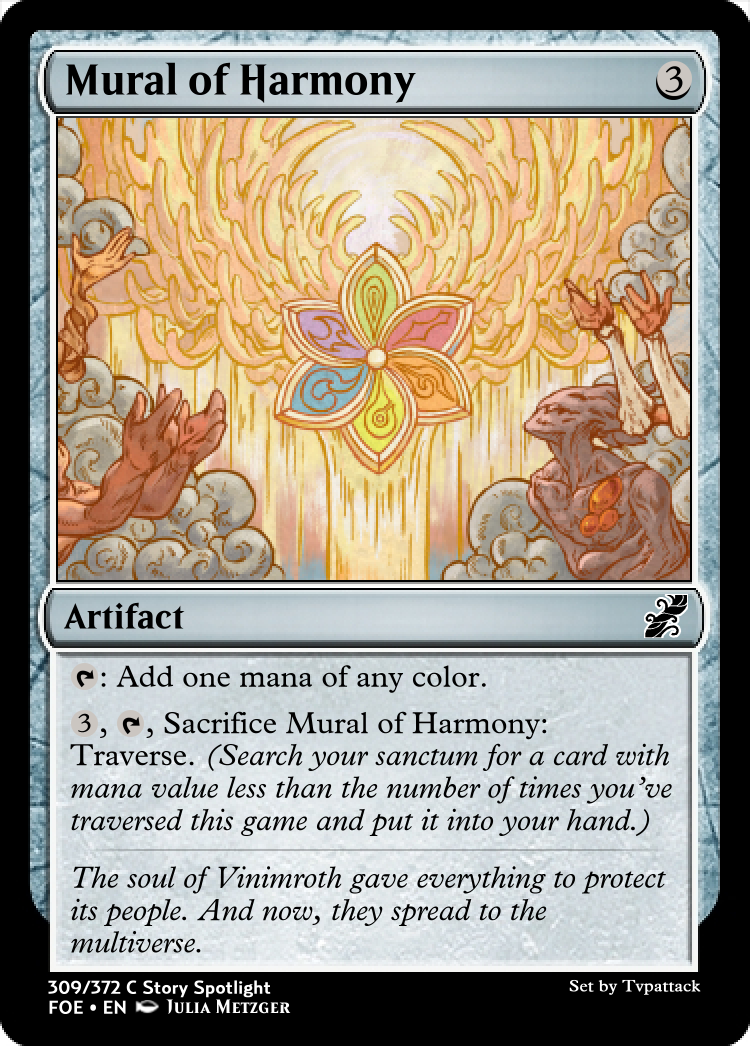 Mural of Harmony 3
Artifact
: Add one mana of any color.
3, , Sacrifice Mural of Harmony:
Traverse. (Search your sanctum for a card with
mana value less than the number of times you've
traversed this game and put it into your hand.)
The soul of Vinimroth gave everything to protect
its people. And now, they spread to the
multiverse.
309/372 C Story Spotlight
Set by Tvpattack
FOE • EN Julia Metzger